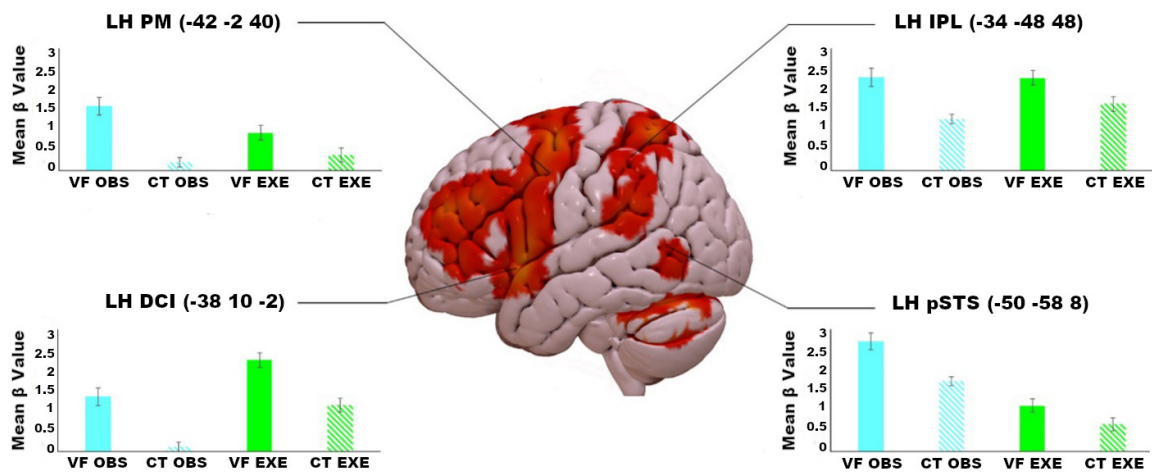 LH PM (-42 -2 40)
Mean β Value
3
2.5
2
1.5
1
0.5
0
VF OBS CT OBS VF EXE CT EXE
LH IPL (-34 -48 48)
Mean β Value
3
2.5
2
1.5
1
0.5
0
VF OBS CT OBS VF EXE CT EXE
LH DCI (-38 10 -2)
Mean β Value
3
2.5
2
1.5
1
0.5
0
VF OBS CT OBS VF EXE CT EXE
LH pSTS (-50 -58 8)
Mean β Value
3
2.5
2
1.5
1
0.5
0
VF OBS CT OBS VF EXE CT EXE